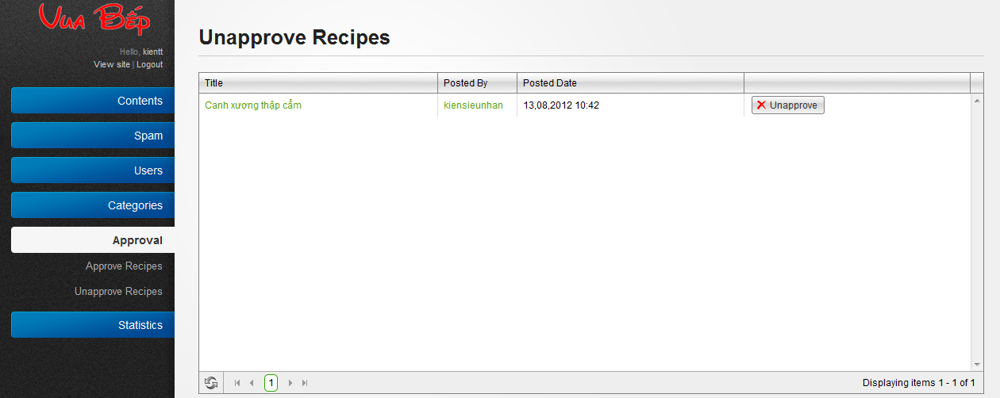 Vua Bếp
Hello, kientt
View site | Logout
Contents
Spam
Users
Categories
Approval
Approve Recipes
Unapprove Recipes
Statistics
Unapprove Recipes
Title Posted By Posted Date
Canh xương thập cẩm kiensieunhan 13,08,2012 10:42 Unapprove
1
Displaying items 1 - 1 of 1